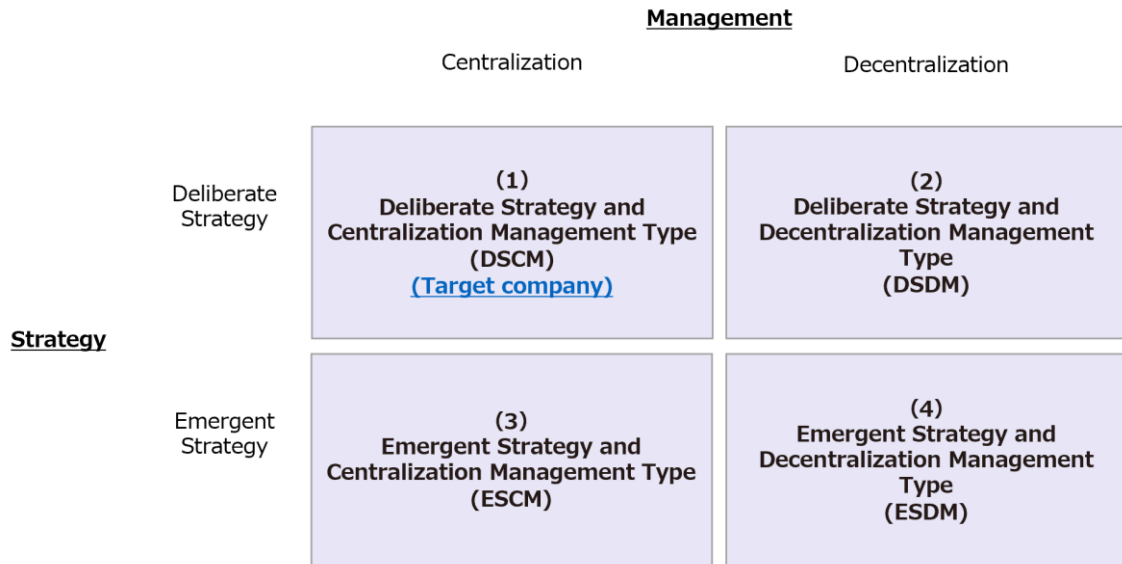 Management
Centralization
Decentralization
Deliberate
Strategy
(1)
Deliberate Strategy and
Centralization Management Type
(DSCM)
(Target company)
(2)
Deliberate Strategy and
Decentralization Management
Type
(DSDM)
Strategy
Emergent
Strategy
(3)
Emergent Strategy and
Centralization Management Type
(ESCM)
(4)
Emergent Strategy and
Decentralization Management
Type
(ESDM)